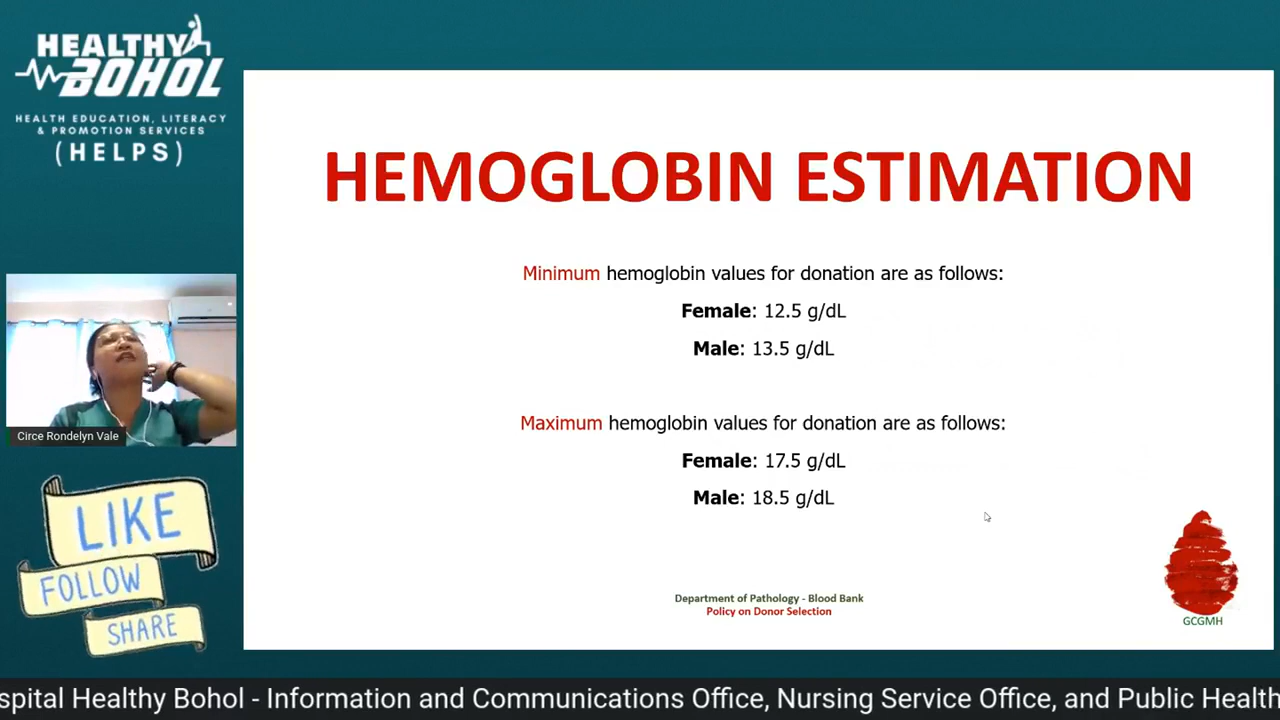 HEALTHY
BOHOL
HEALTH EDUCATION, LITERACY
& PROMOTION SERVICES
(HELPS)
HEMOGLOBIN ESTIMATION
Minimum hemoglobin values for donation are as follows:
Female: 12.5 g/dL
Male: 13.5 g/dL
Maximum hemoglobin values for donation are as follows:
Female: 17.5 g/dL
Male: 18.5 g/dL
Circe Rondelyn Vale
LIKE
FOLLOW
SHARE
Department of Pathology - Blood Bank
Policy on Donor Selection
GCGMH
spital Healthy Bohol - Information and Communications Office, Nursing Service Office, and Public Health